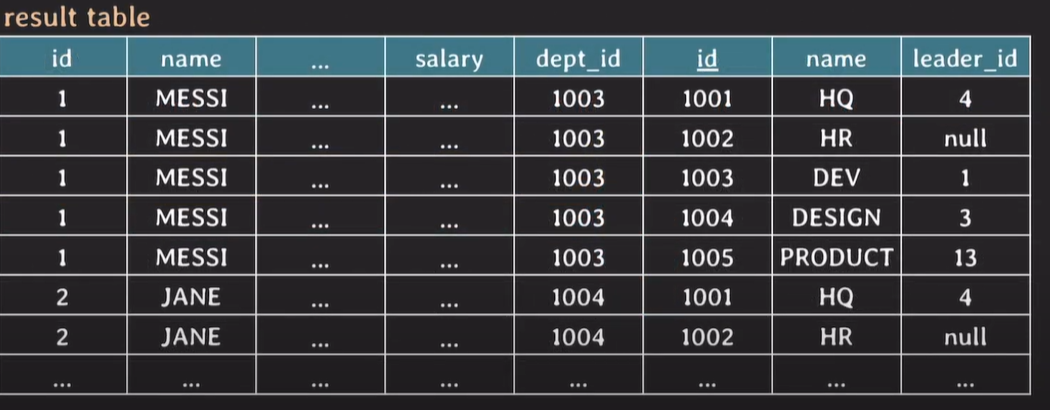 result table
id name ... salary dept_id id name leader_id
1 MESSI ... ... 1003 1001 HQ 4
1 MESSI ... ... 1003 1002 HR null
1 MESSI ... ... 1003 1003 DEV 1
1 MESSI ... ... 1003 1004 DESIGN 3
1 MESSI ... ... 1003 1005 PRODUCT 13
2 JANE ... ... 1004 1001 HQ 4
2 JANE ... ... 1004 1002 HR null
... ... ... ... ... ... ... ...